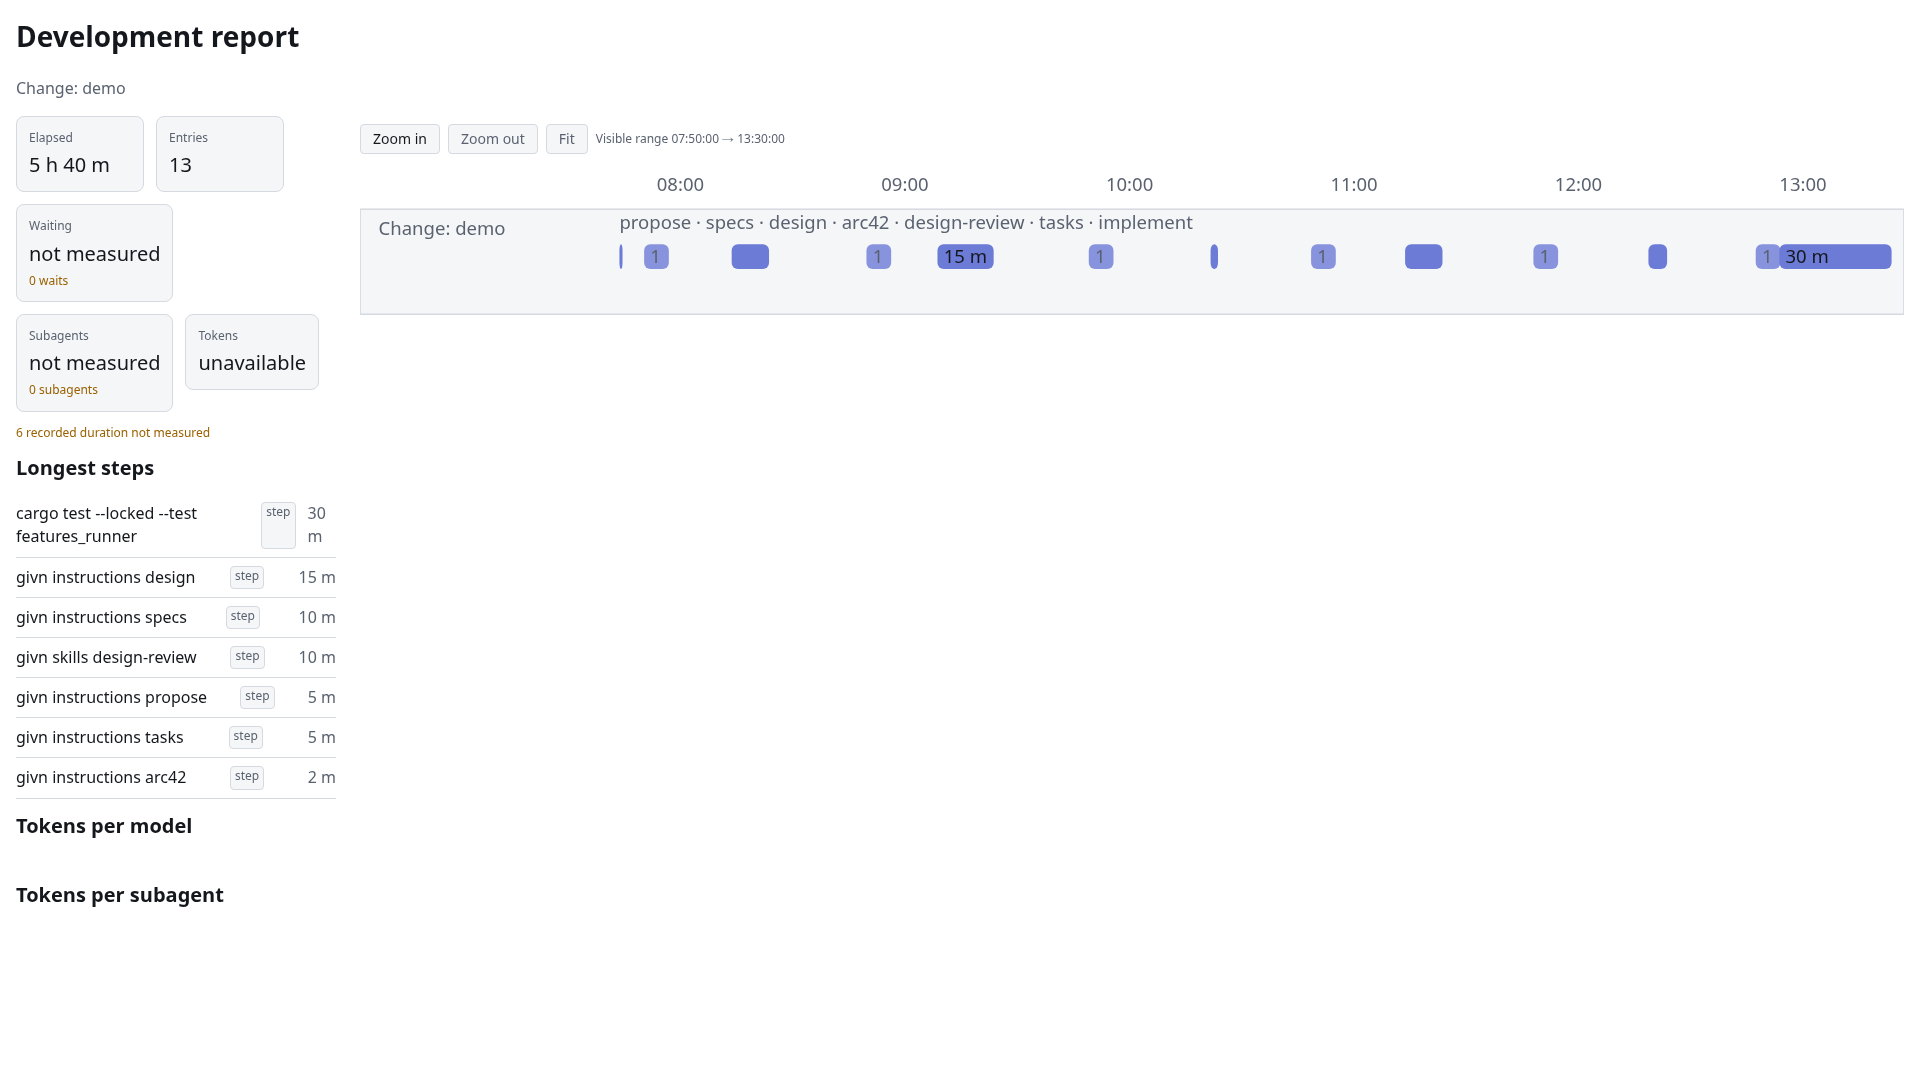 Development report
Change: demo
Elapsed
5 h 40 m
Entries
13
Waiting
not measured
0 waits
Subagents
not measured
0 subagents
Tokens
unavailable
6 recorded duration not measured
Longest steps
cargo test --locked --test
features_runner
step
30
m
givn instructions design step 15 m
givn instructions specs step 10 m
givn skills design-review step 10 m
givn instructions propose step 5 m
givn instructions tasks step 5 m
givn instructions arc42 step 2 m
Tokens per model
Tokens per subagent
Zoom in Zoom out Fit Visible range 07:50:00 → 13:30:00
08:00 09:00 10:00 11:00 12:00 13:00
Change: demo
propose · specs · design · arc42 · design-review · tasks · implement
1 1 15 m 1 1 1 1 30 m